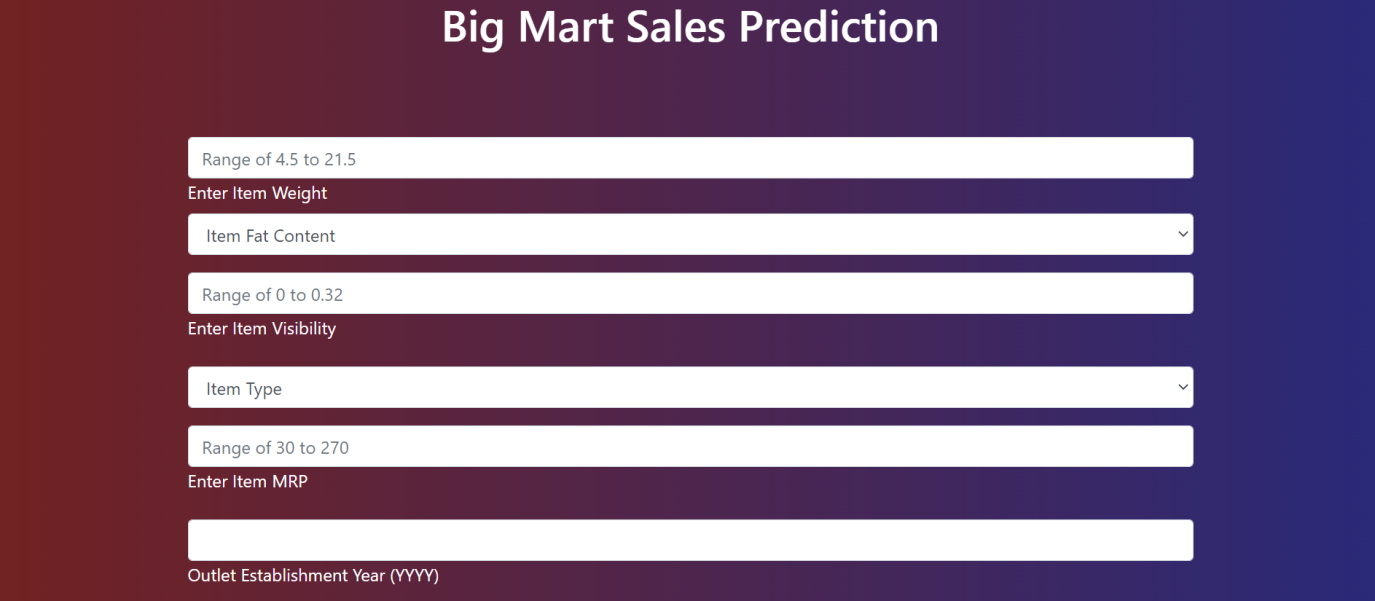 Big Mart Sales Prediction
Range of 4.5 to 21.5
Enter Item Weight
Item Fat Content
Range of 0 to 0.32
Enter Item Visibility
Item Type
Range of 30 to 270
Enter Item MRP
Outlet Establishment Year (YYYY)